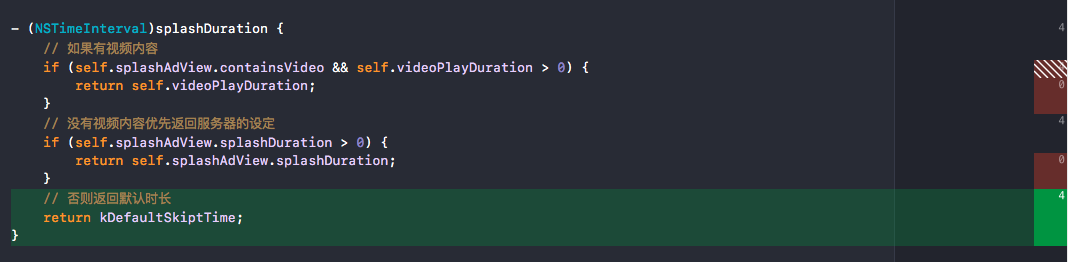 - (NSTimeInterval)splashDuration {
    // 如果有视频内容
    if (self.splashAdView.containsVideo && self.videoPlayDuration > 0) {
        return self.videoPlayDuration;
    }
    // 没有视频内容优先返回服务器的设定
    if (self.splashAdView.splashDuration > 0) {
        return self.splashAdView.splashDuration;
    }
    // 否则返回默认时长
    return kDefaultSkiptTime;
}
4
0
4
0
4